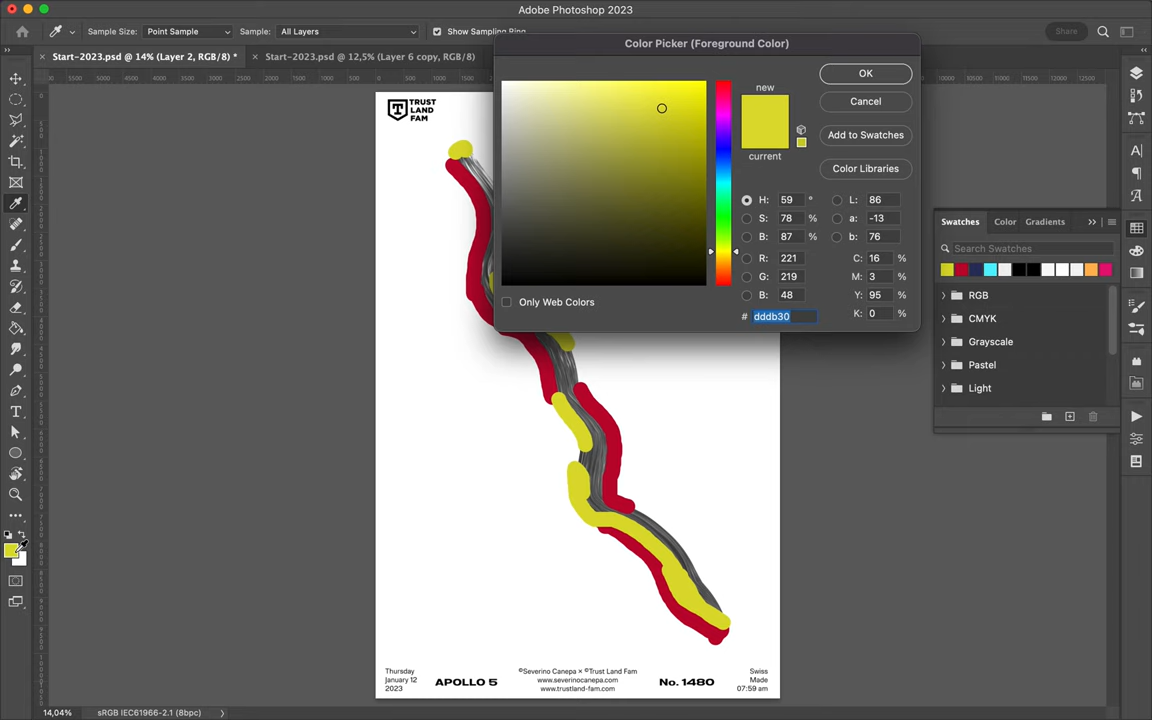 Adobe Photoshop 2023
Sample Size: Point Sample Sample: All Layers Show Sampling Ring Share
Start-2023.psd @ 14% (Layer 2, RGB/8) * Start-2023.psd @ 12,5% (Layer 6 copy, RGB/8)
Color Picker (Foreground Color)
new
current
OK
Cancel
Add to Swatches
Color Libraries
H: 59 ° L: 86
S: 78 % a: -13
B: 87 % b: 76
R: 221 C: 16 %
G: 219 M: 3 %
B: 48 Y: 95 %
# dddb30 K: 0 %
Only Web Colors
Swatches Color Gradients
Search Swatches
RGB
CMYK
Grayscale
Pastel
Light
TRUST
LAND
FAM
Thursday
January 12
2023
APOLLO 5
©Severino Canepa × ©Trust Land Fam
www.severinocanepa.com
www.trustland-fam.com
No. 1480
Swiss
Made
07:59 am
14,04% sRGB IEC61966-2.1 (8bpc)